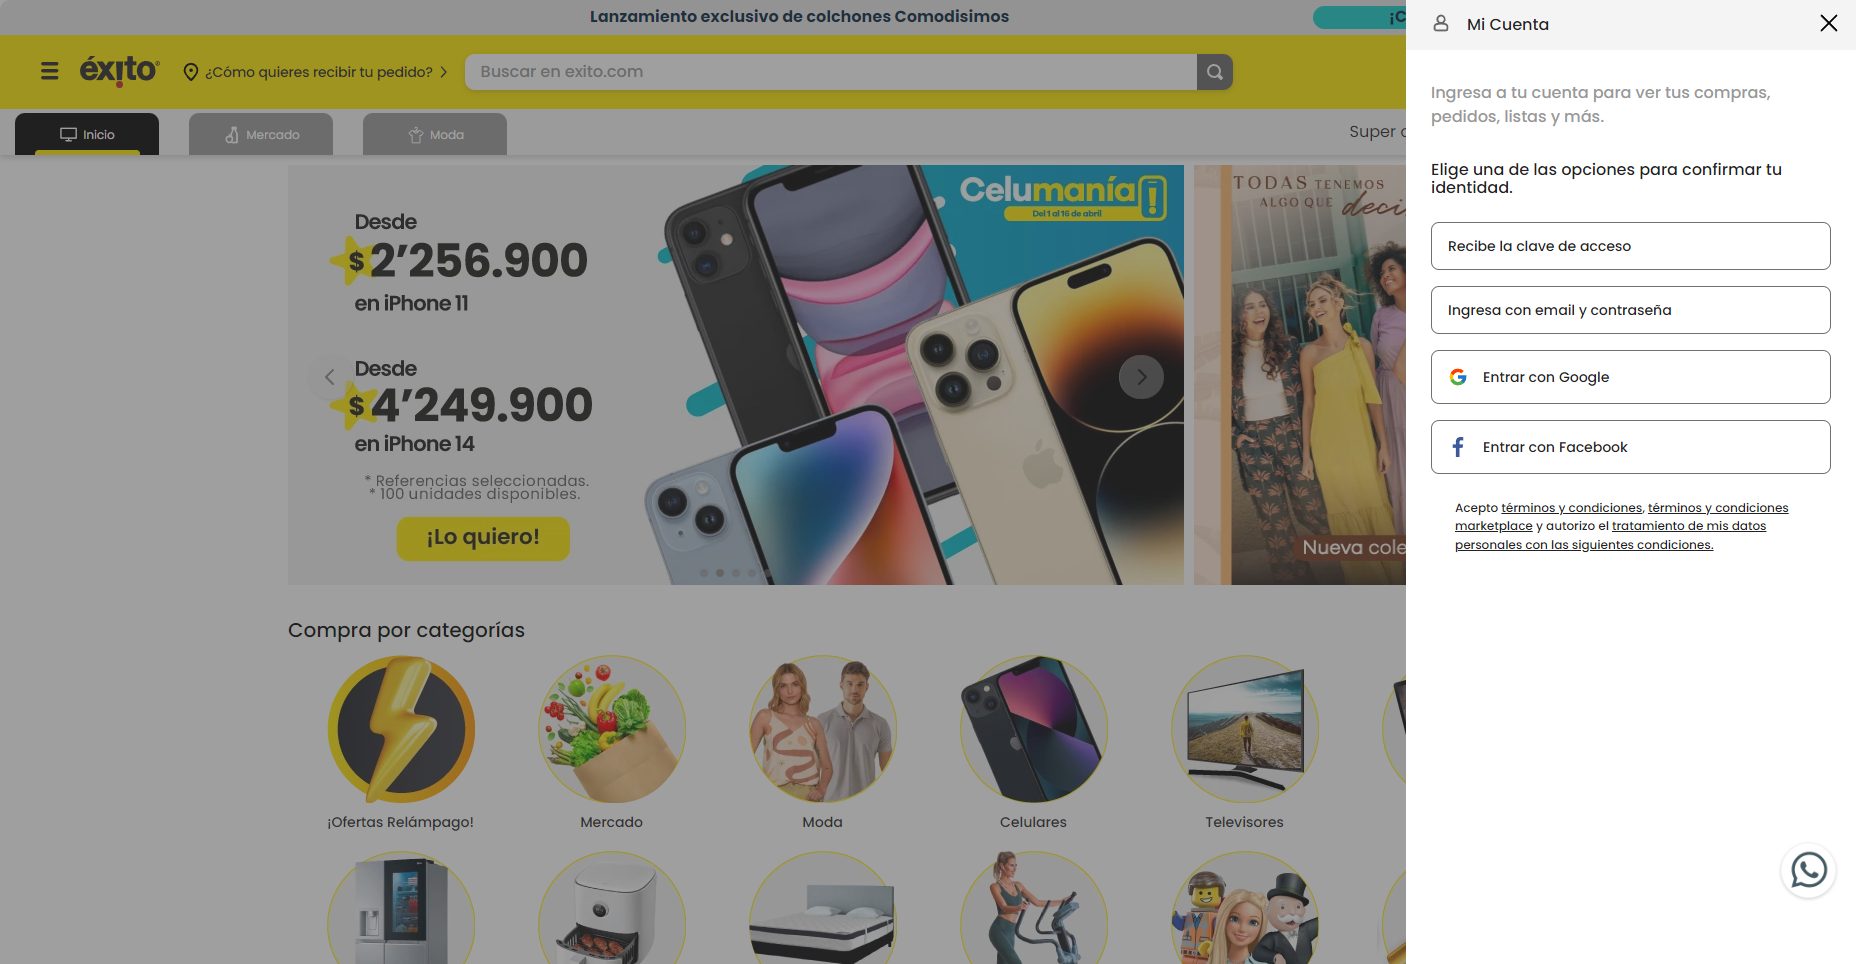 Lanzamiento exclusivo de colchones Comodisimos
¡C
éxito
¿Cómo quieres recibir tu pedido?
Buscar en exito.com
Inicio
Mercado
Moda
Super
Desde
$2'256.900
en iPhone 11
Desde
$4'249.900
en iPhone 14
* Referencias seleccionadas.
* 100 unidades disponibles.
¡Lo quiero!
Celumanía
Del 1 al 16 de abril
TODAS TENEMOS
ALGO QUE deci
Nueva cole
Compra por categorías
¡Ofertas Relámpago!
Mercado
Moda
Celulares
Televisores
Mi Cuenta
Ingresa a tu cuenta para ver tus compras,
pedidos, listas y más.
Elige una de las opciones para confirmar tu
identidad.
Recibe la clave de acceso
Ingresa con email y contraseña
Entrar con Google
Entrar con Facebook
Acepto términos y condiciones, términos y condiciones
marketplace y autorizo el tratamiento de mis datos
personales con las siguientes condiciones.